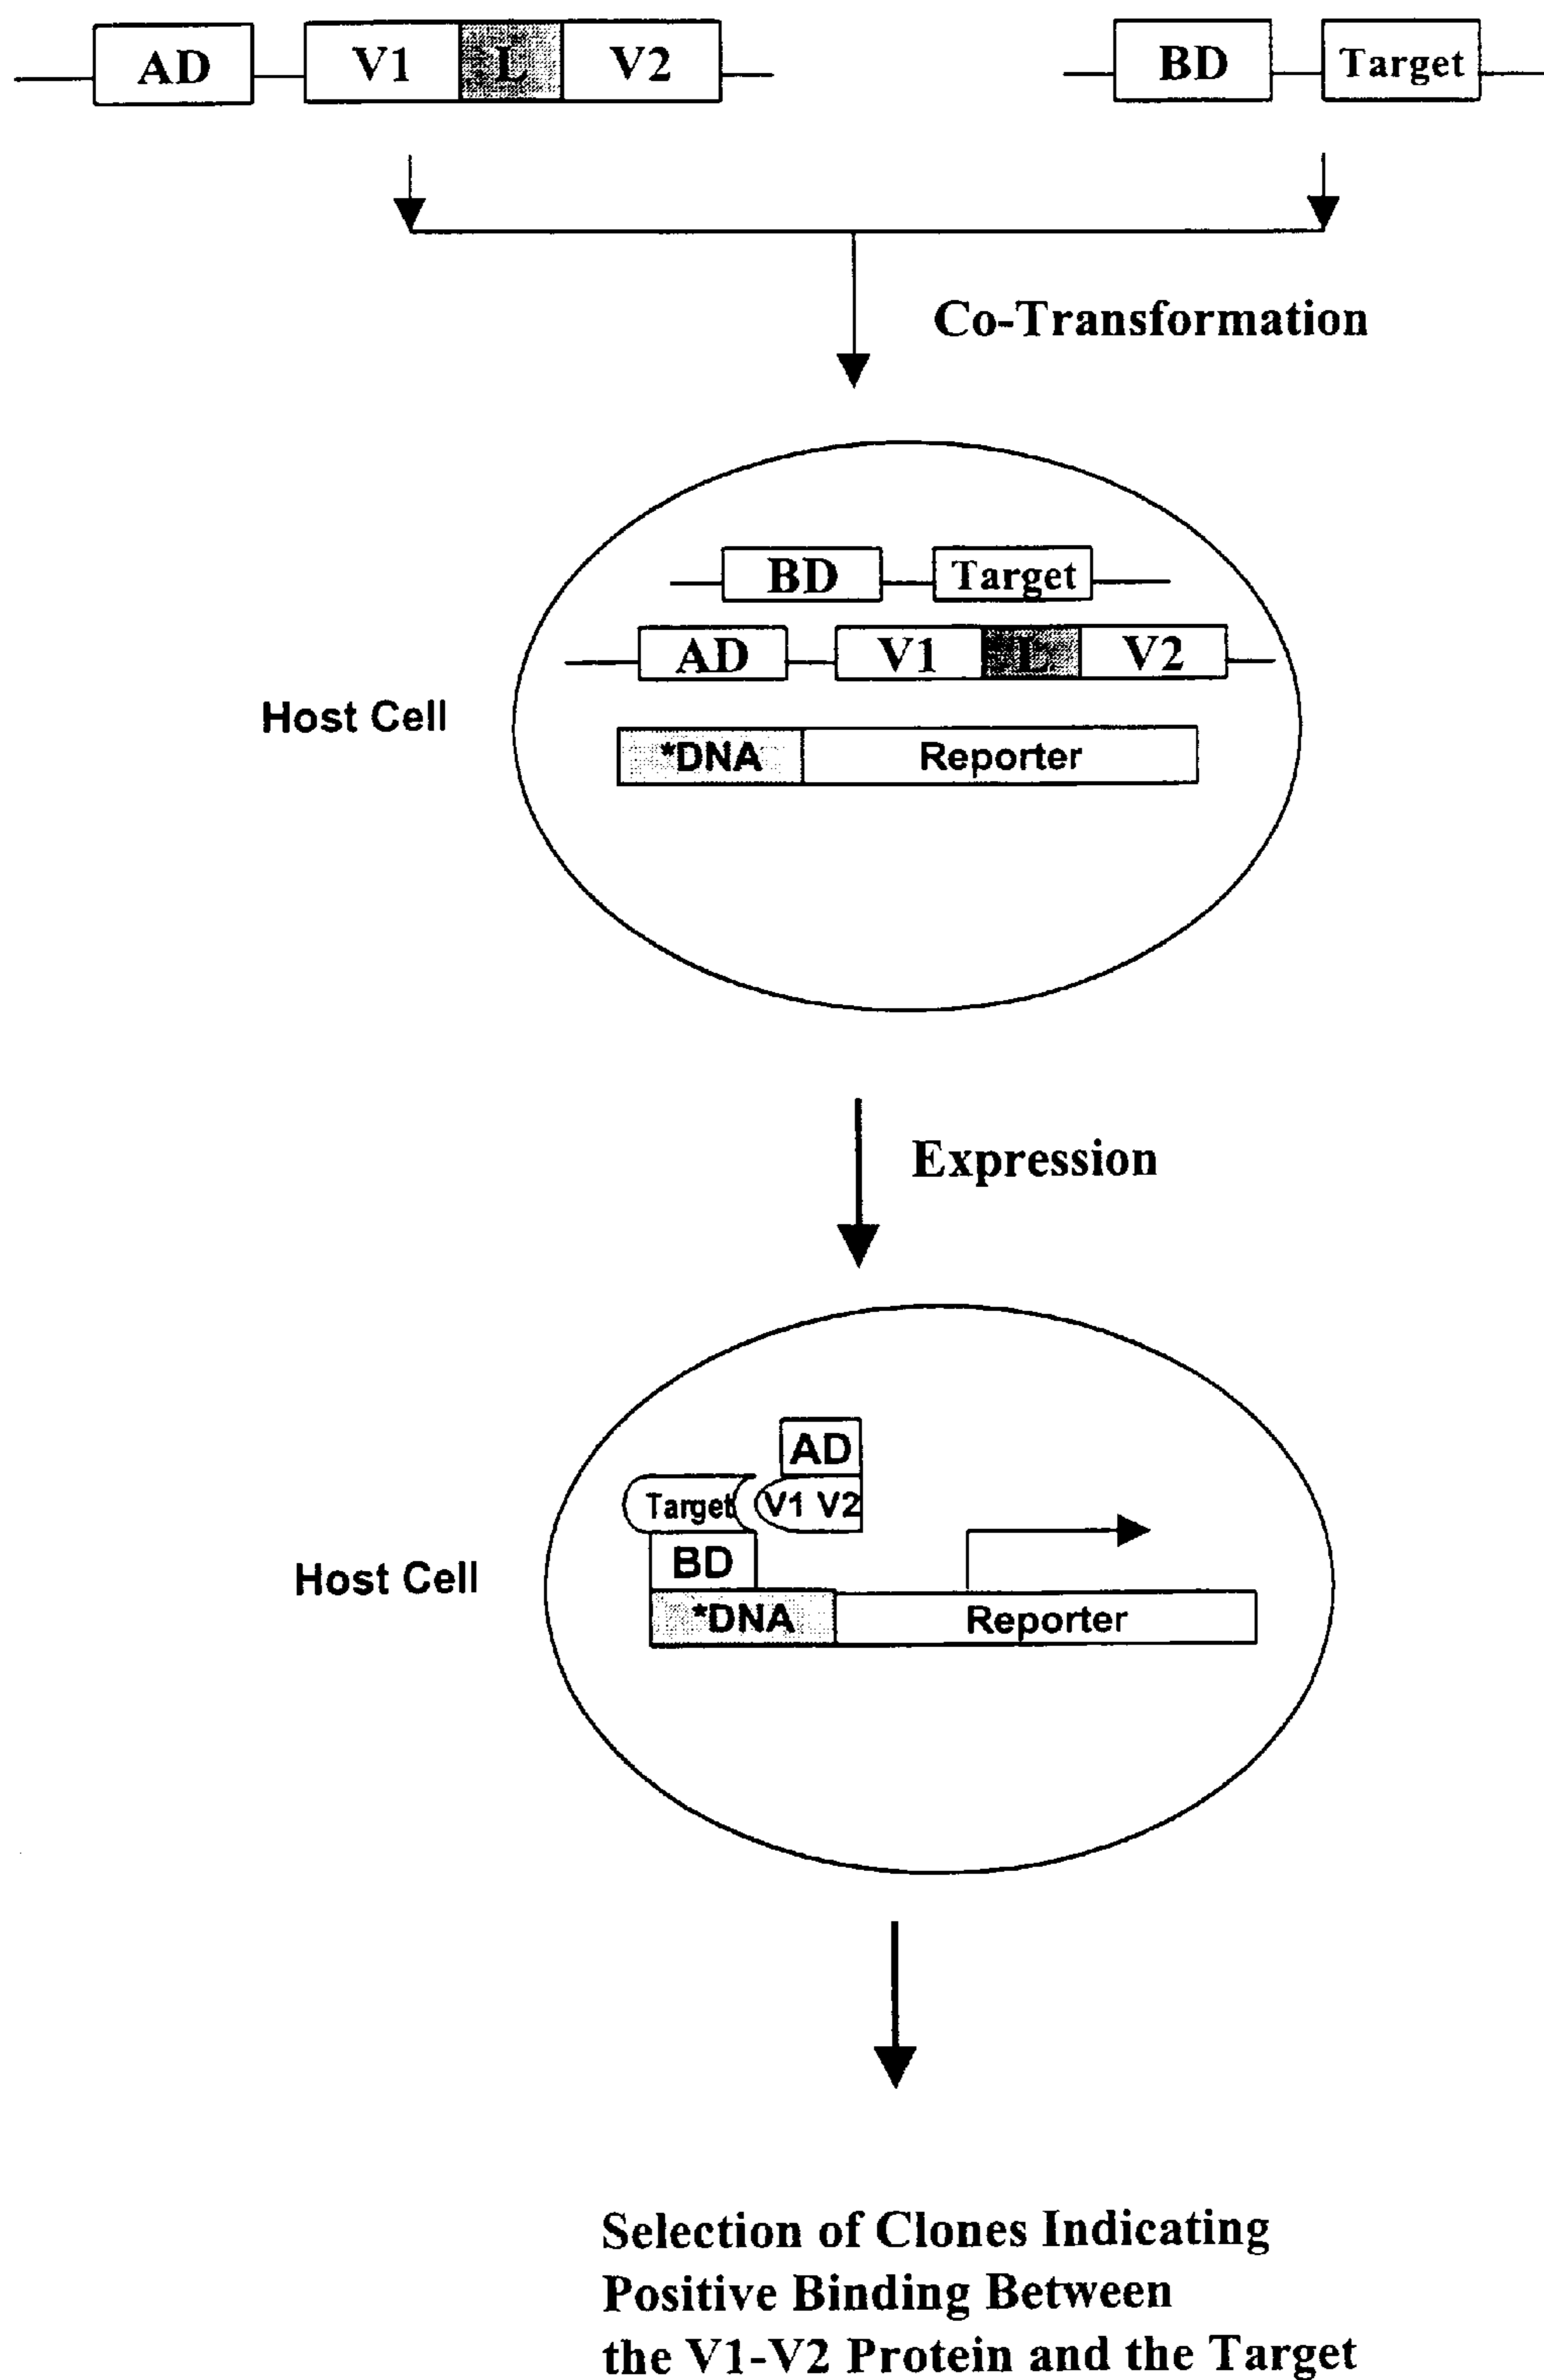 AD V1 L V2 BD Target
Co-Transformation
BD Target
AD V1 L V2
Host Cell
*DNA Reporter
Expression
AD
Target V1 V2
BD
Host Cell
*DNA Reporter
Selection of Clones Indicating
Positive Binding Between
the V1-V2 Protein and the Target